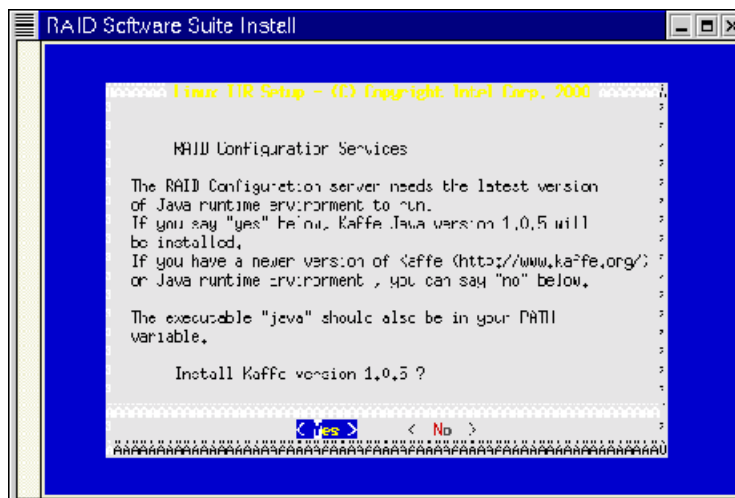 RAID Software Suite Install
Linux IIR Setup - (C) Copyright Intel Corp. 2000
RAID Configuration Services
The RAID Configuration server needs the latest version
of Java runtime environment to run.
If you say "yes" below, Kaffe Java version 1.0.5 will
be installed.
If you have a newer version of Kaffe (http://www.kaffe.org/)
or Java runtime environment , you can say "no" below.
The executable "java" should also be in your PATH
variable.
Install Kaffe version 1.0.5 ?
< Yes > < No >